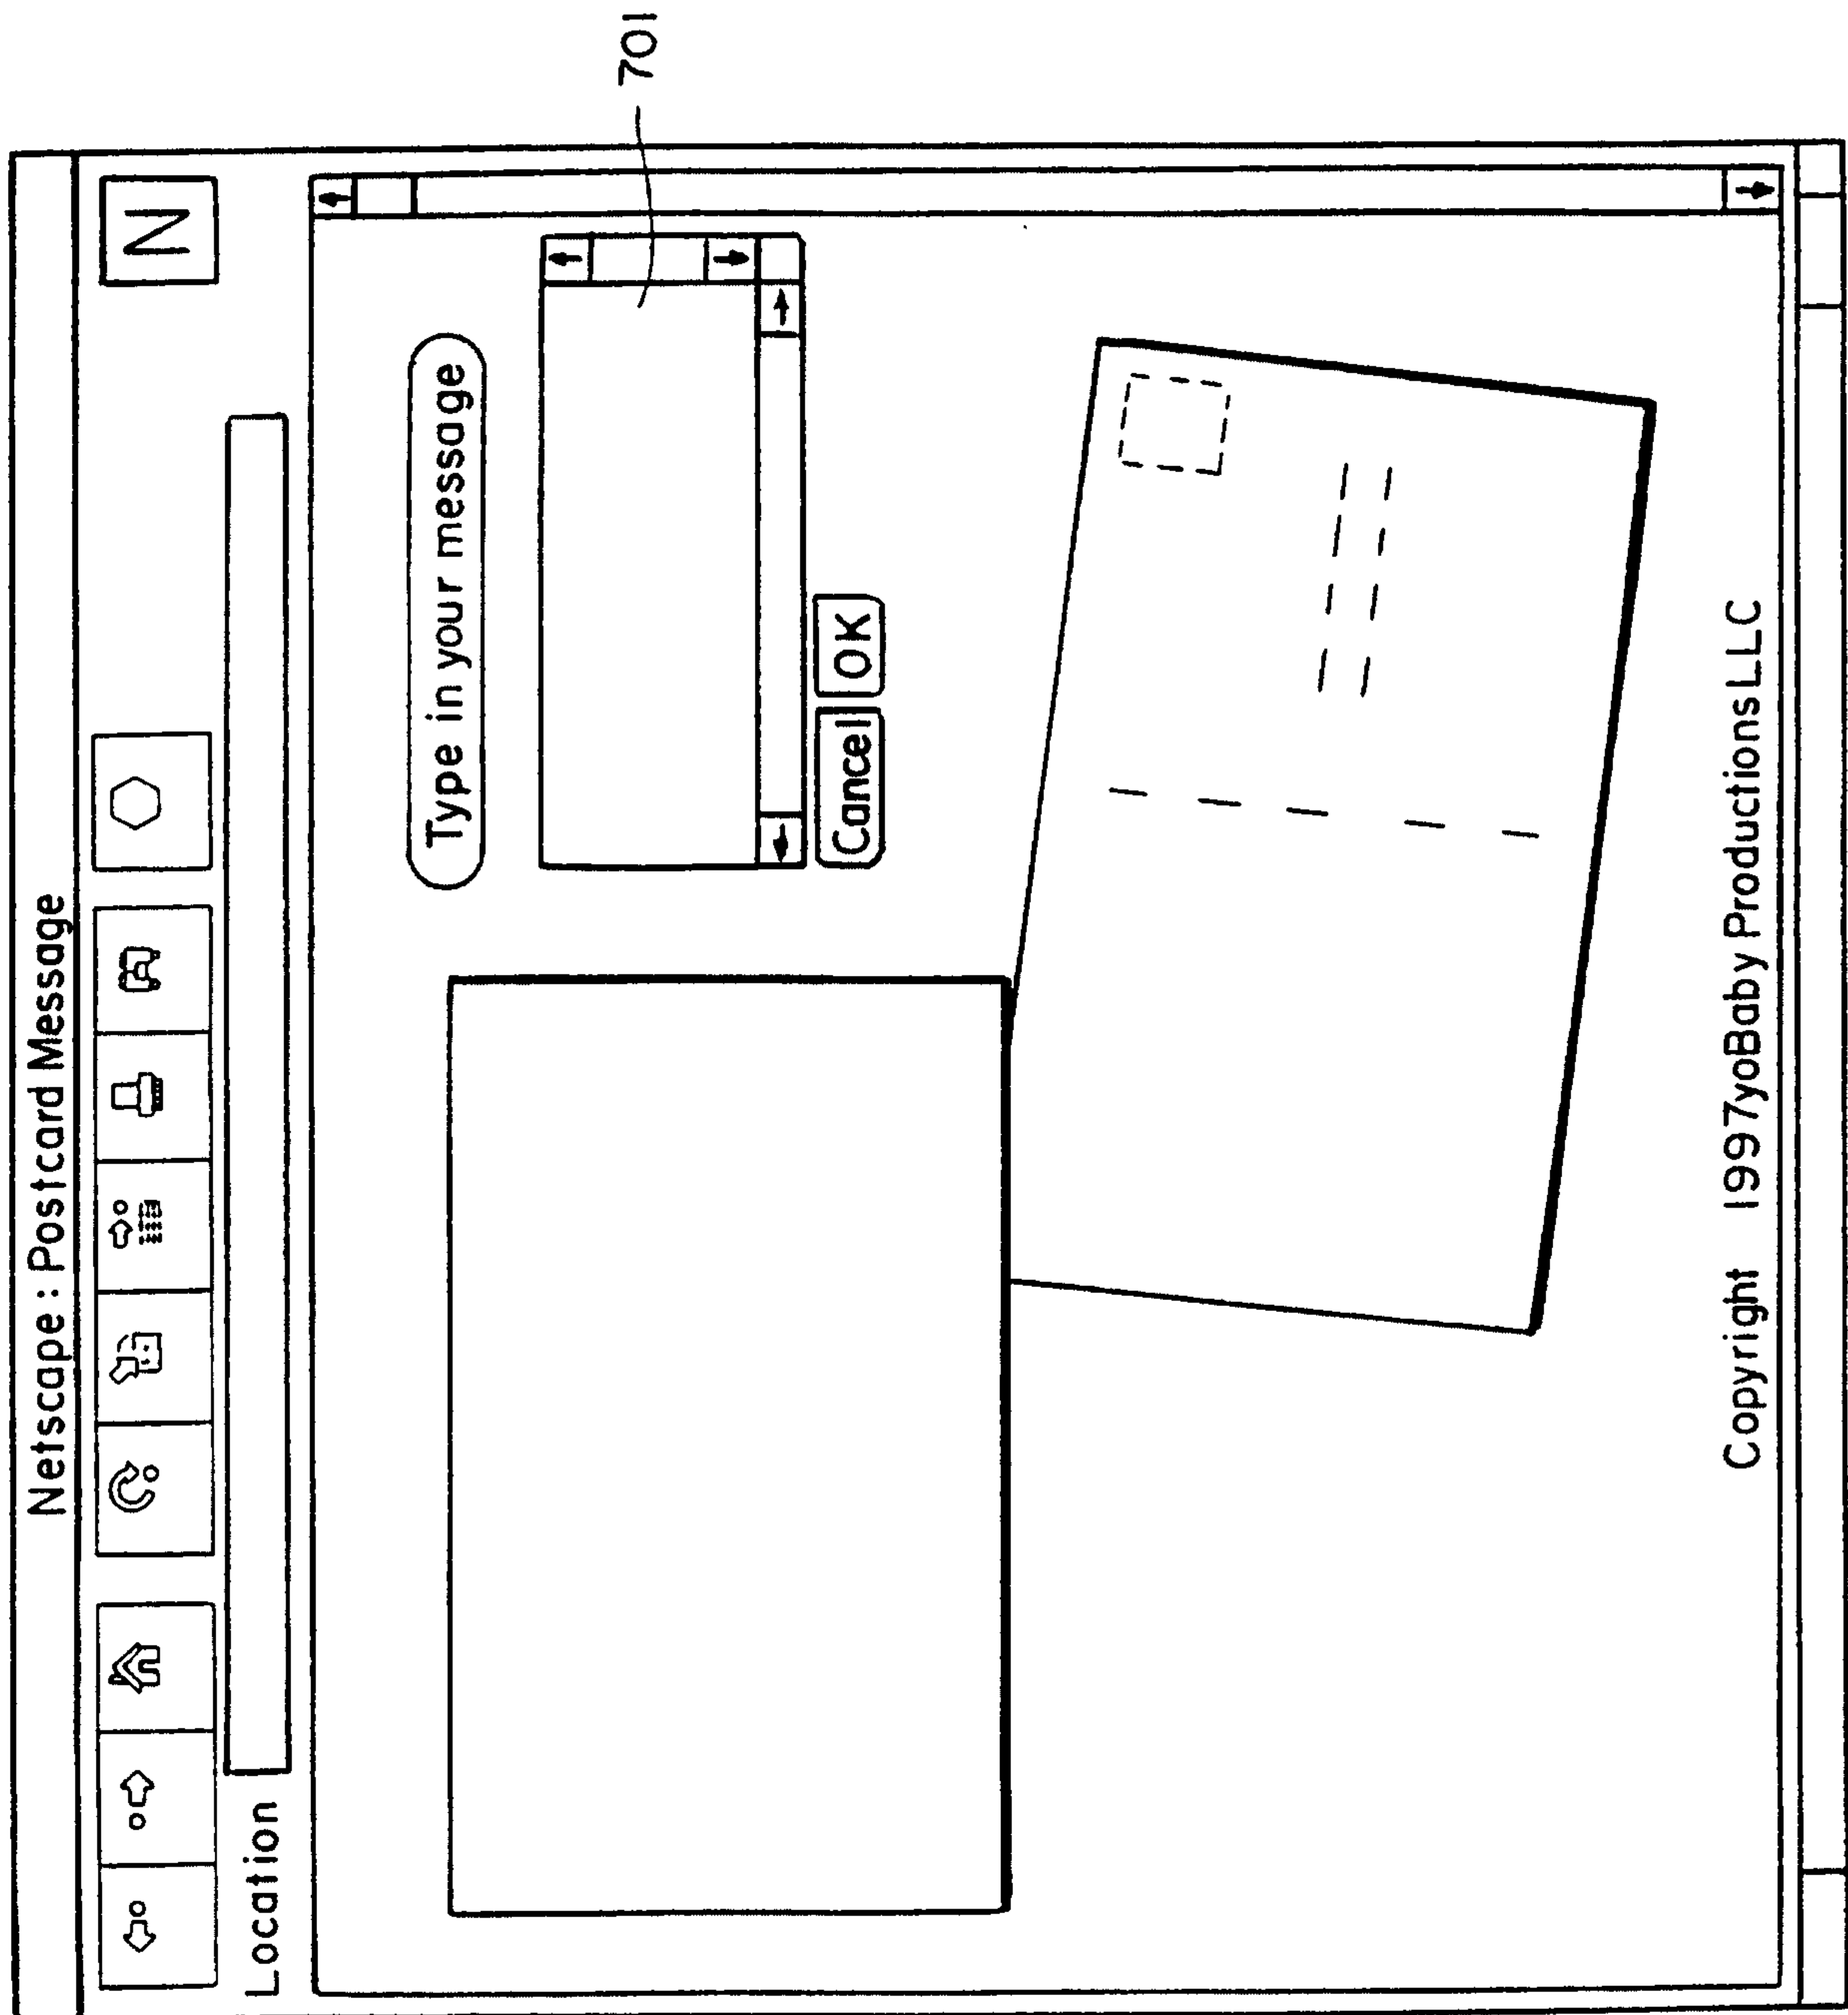 Netscape : Postcard Message
N
Location
Type in your message
701
Cancel OK
Copyright 1997yoBaby Productions LLC